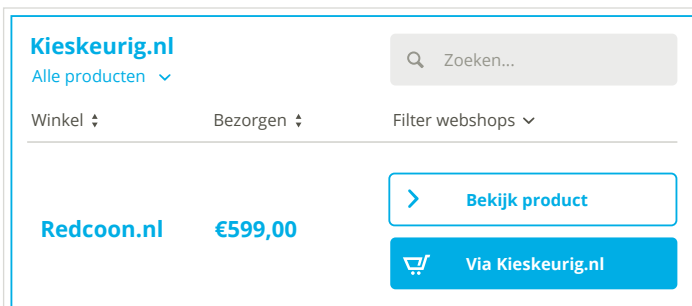 Kieskeurig.nl
Zoeken...
Alle producten
Winkel Bezorgen Filter webshops
Bekijk product
Redcoon.nl €599,00
Via Kieskeurig.nl